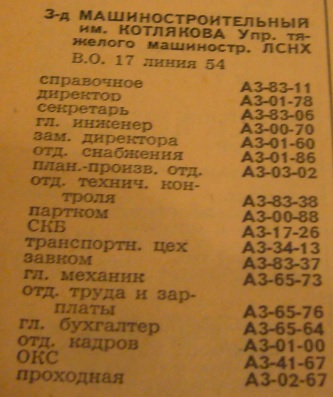 З-д МАШИНОСТРОИТЕЛЬНЫЙ
им. КОТЛЯКОВА Упр. тя-
желого машиностр. ЛСНХ
В.О. 17 линия 54
справочное А3-83-11
директор А3-01-78
секретарь А3-83-06
гл. инженер А3-00-70
зам. директора А3-01-60
отд. снабжения А3-01-86
план.-произв. отд. А3-03-02
отд. технич. кон-
троля А3-83-38
партком А3-00-88
СКБ А3-17-26
транспортн. цех А3-34-13
завком А3-83-37
гл. механик А3-65-73
отд. труда и зар-
платы А3-65-76
гл. бухгалтер А3-65-64
отд. кадров А3-01-00
ОКС А3-41-67
проходная А3-02-67